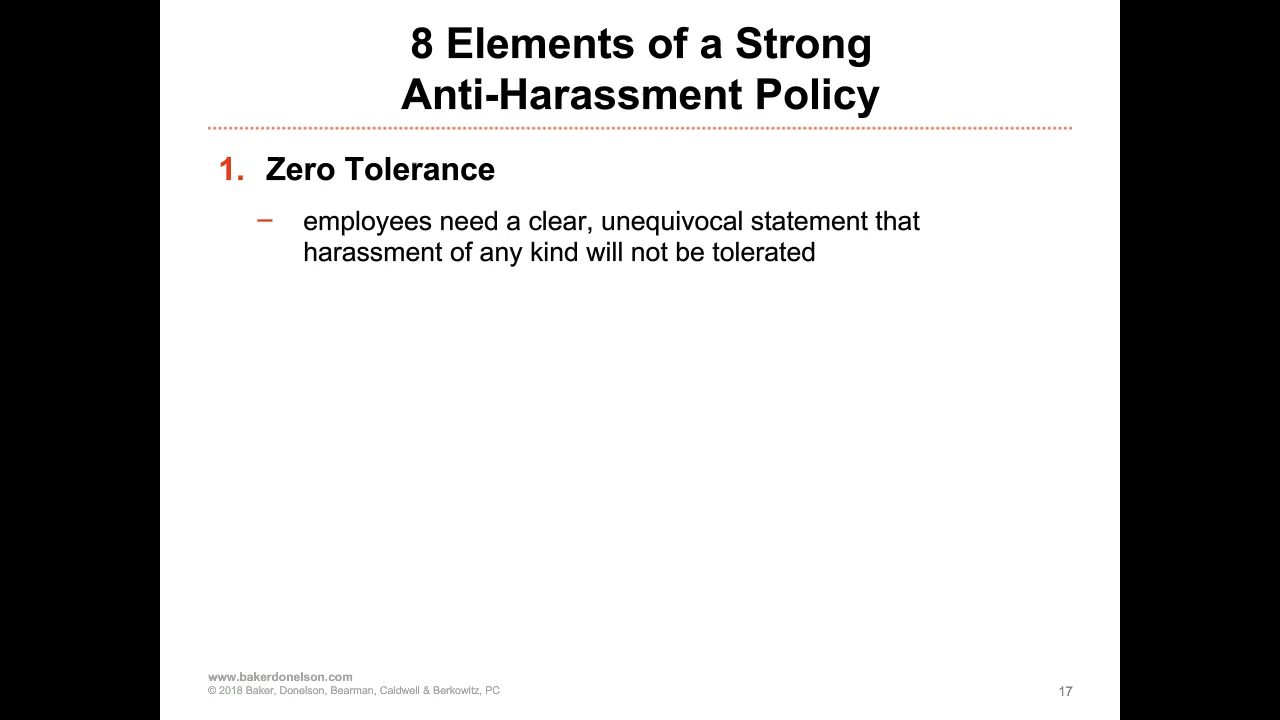 8 Elements of a Strong
Anti-Harassment Policy
1. Zero Tolerance
– employees need a clear, unequivocal statement that
harassment of any kind will not be tolerated
www.bakerdonelson.com
© 2018 Baker, Donelson, Bearman, Caldwell & Berkowitz, PC
17